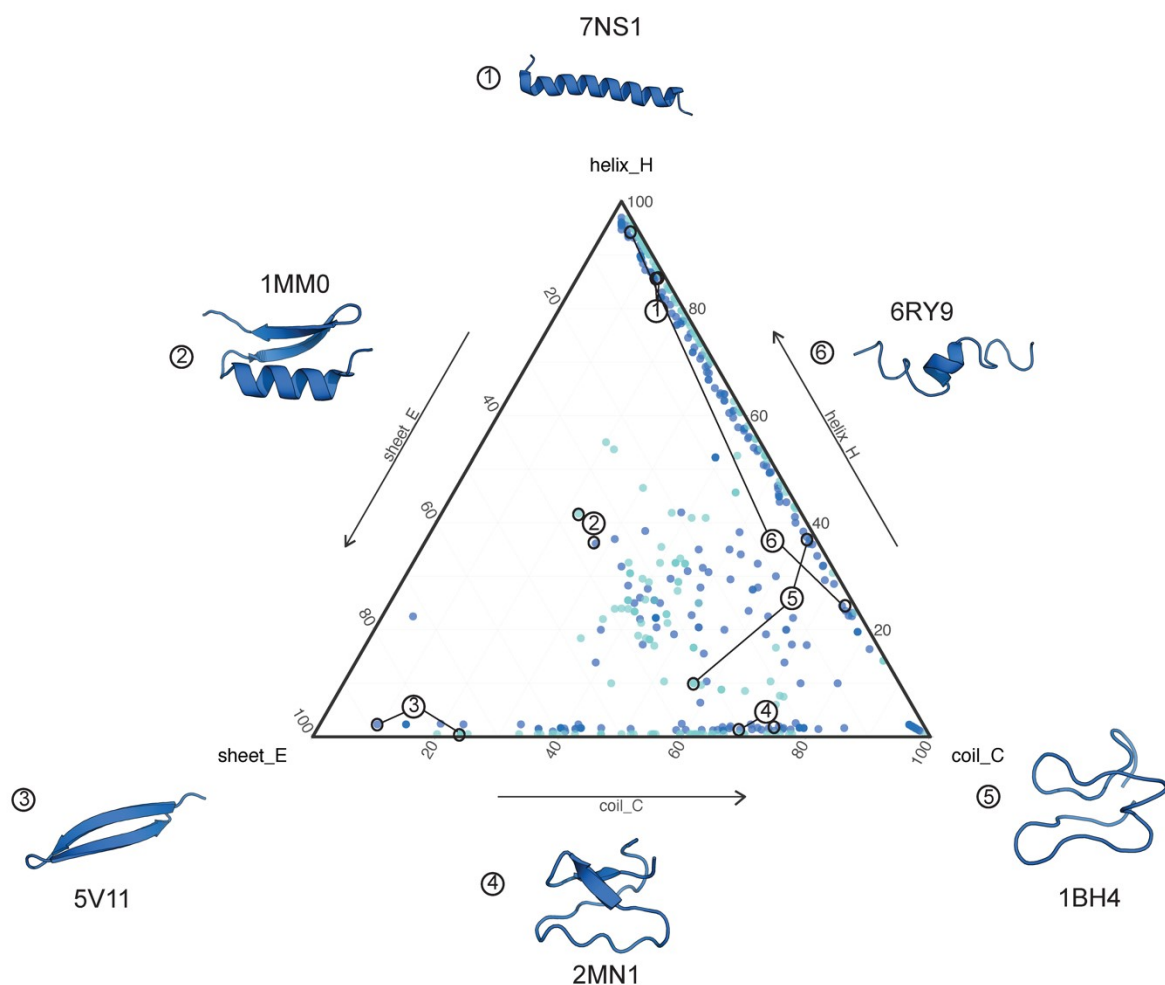 7NS1
①
helix_H
100
1MM0
20
①
80
6RY9
②
⑥
40
sheet_E
60
helix_H
60
②
40
⑥
80
⑤
20
100
③
④
sheet_E
20
40
60
80
100
coil_C
③
coil_C
⑤
5V11
④
1BH4
2MN1